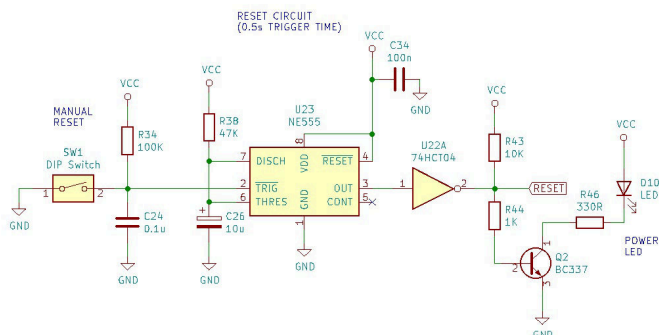 RESET CIRCUIT
(0.5s TRIGGER TIME)
VCC
C34
100n
GND
VCC
MANUAL
RESET
VCC
R34
100K
SW1
DIP Switch
1
2
GND
C24
0.1u
GND
R38
47K
C26
10u
+
GND
U23
NE555
7
DISCH
2
TRIG
6
THRES
8
VDD
RESET
4
OUT
3
CONT
5
GND
1
GND
U22A
74HCT04
1
2
VCC
R43
10K
RESET
R44
1K
1
2
3
Q2
BC337
GND
R46
330R
VCC
D10
LED
POWER
LED